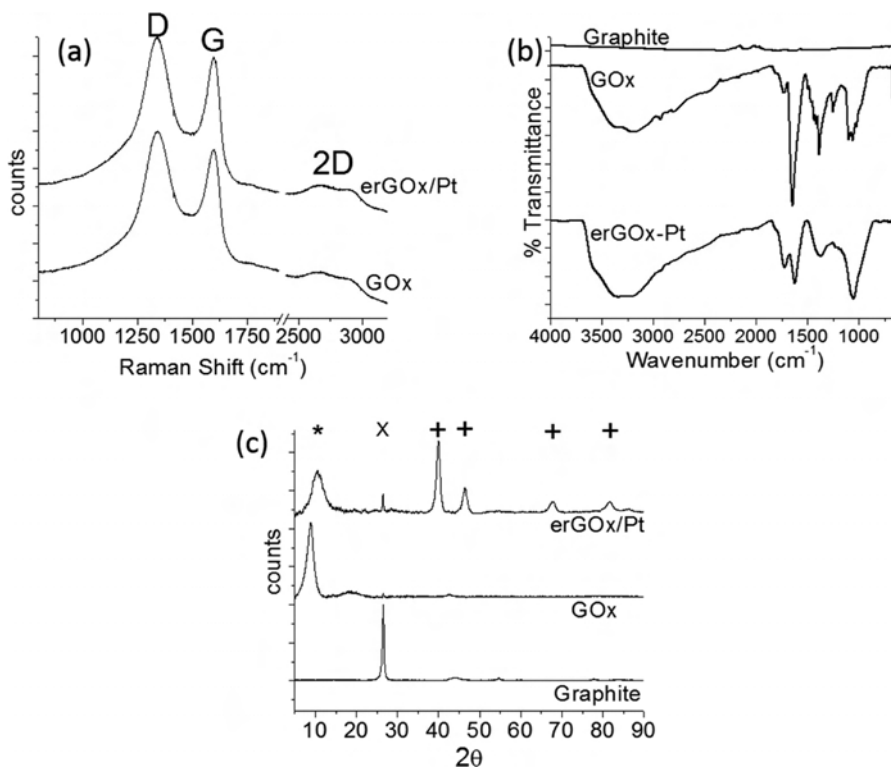 (a)
D
G
2D
erGOx/Pt
GOx
counts
1000 1250 1500 1750 2500 3000
Raman Shift (cm-1)
(b)
Graphite
GOx
erGOx-Pt
% Transmittance
4000 3500 3000 2500 2000 1500 1000
Wavenumber (cm-1)
(c)
* x + + + +
erGOx/Pt
GOx
Graphite
counts
10 20 30 40 50 60 70 80 90
2θ